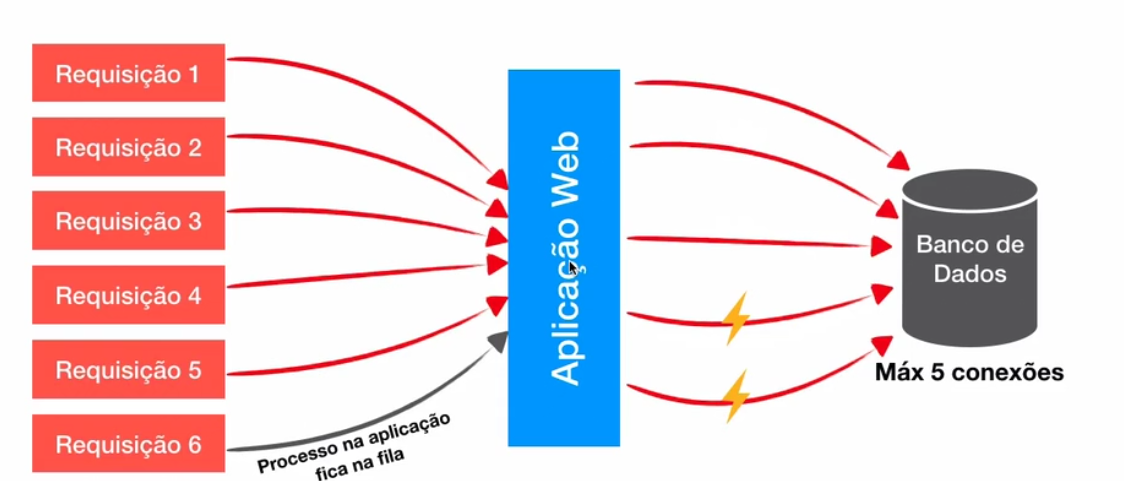 Requisição 1
Requisição 2
Requisição 3
Requisição 4
Requisição 5
Requisição 6
Processo na aplicação
fica na fila
Aplicação Web
Banco de
Dados
Máx 5 conexões